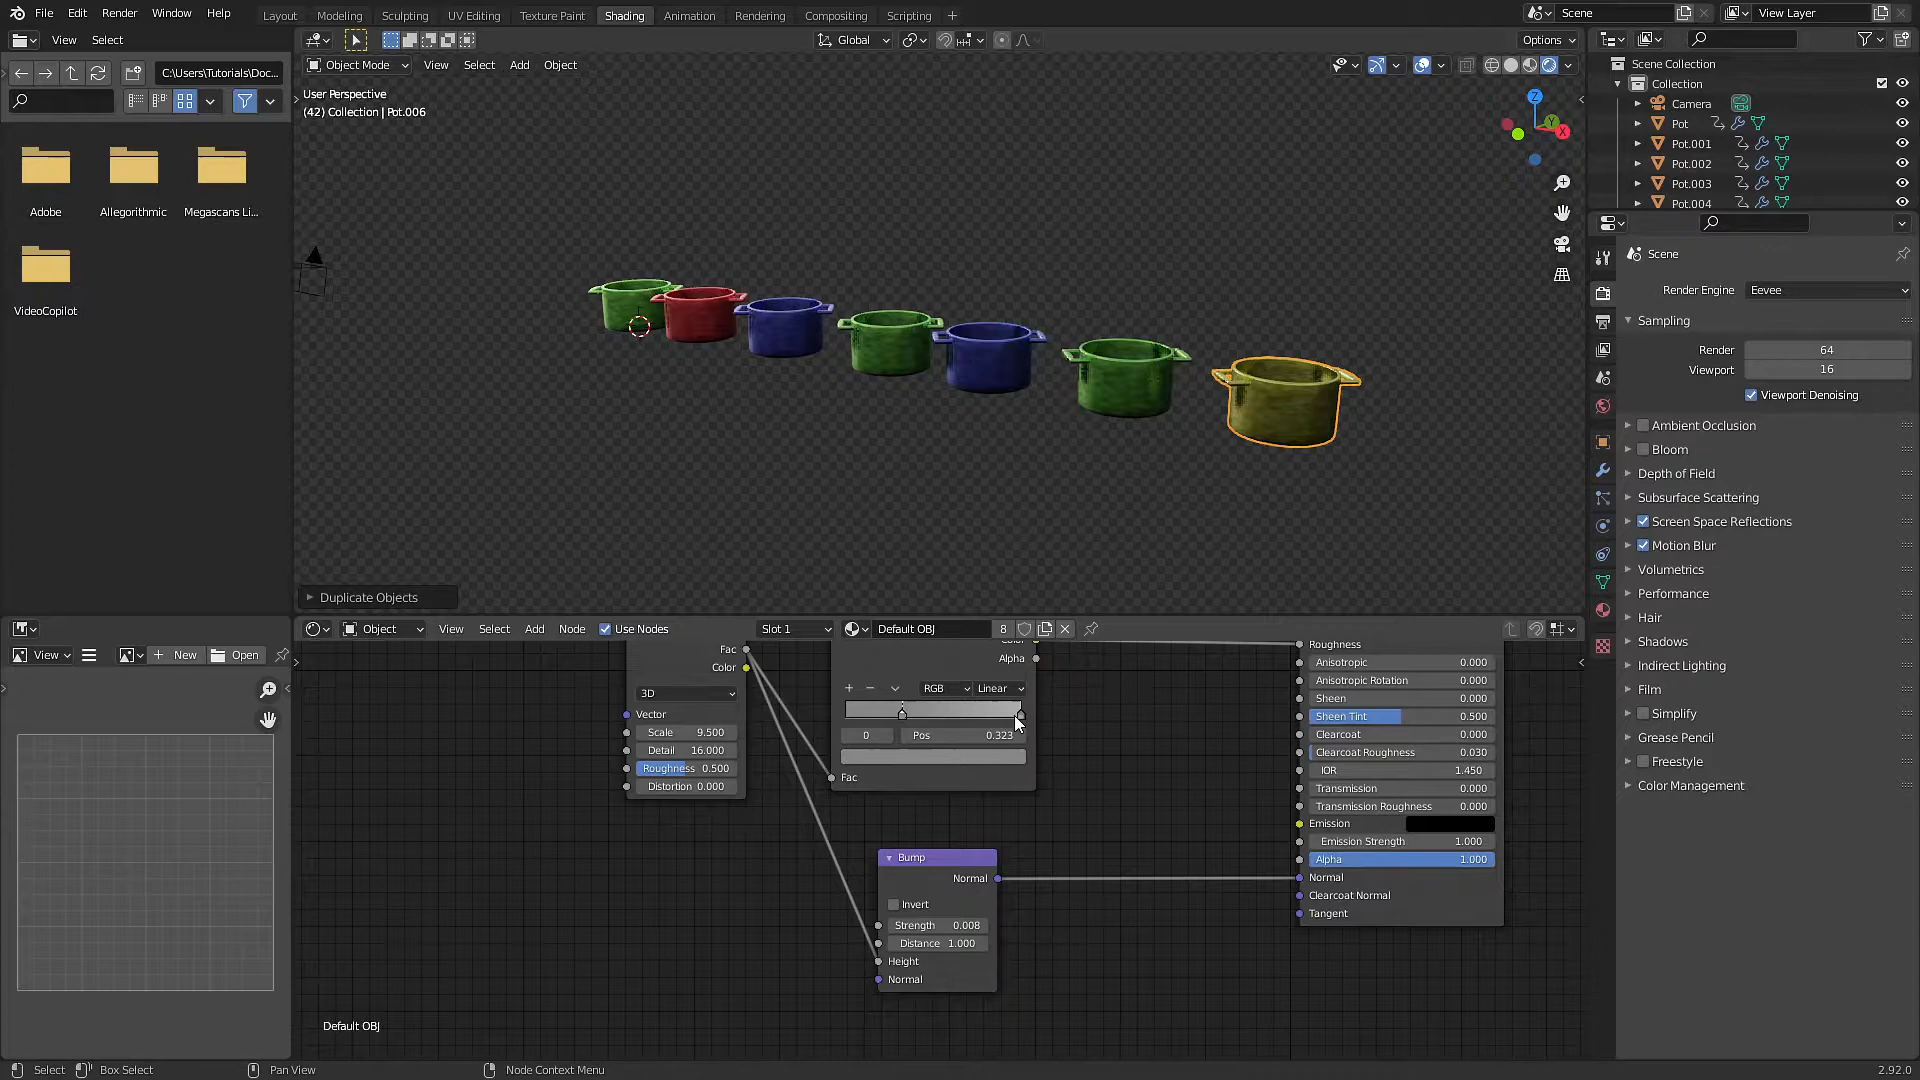 File Edit Render Window Help Layout Modeling Sculpting UV Editing Texture Paint Shading Animation Rendering Compositing Scripting + Scene View Layer
View Select Global Options
C:\Users\Tutorials\Doc... Object Mode View Select Add Object
User Perspective
(42) Collection | Pot.006
Adobe Allegorithmic Megascans Li...
VideoCopilot
Z
Y
X
Duplicate Objects
Scene Collection
Collection
Camera
Pot
Pot.001
Pot.002
Pot.003
Pot.004
Scene
Render Engine Eevee
Sampling
Render 64
Viewport 16
Viewport Denoising
Ambient Occlusion
Bloom
Depth of Field
Subsurface Scattering
Screen Space Reflections
Motion Blur
Volumetrics
Performance
Hair
Shadows
Indirect Lighting
Film
Simplify
Grease Pencil
Freestyle
Color Management
View + New Open
Object View Select Add Node Use Nodes Slot 1 Default OBJ 8
Fac
Color
3D
Vector
Scale 9.500
Detail 16.000
Roughness 0.500
Distortion 0.000
Alpha
+ − RGB Linear
0 Pos 0.323
Fac
Bump
Normal
Invert
Strength 0.008
Distance 1.000
Height
Normal
Roughness
Anisotropic 0.000
Anisotropic Rotation 0.000
Sheen 0.000
Sheen Tint 0.500
Clearcoat 0.000
Clearcoat Roughness 0.030
IOR 1.450
Transmission 0.000
Transmission Roughness 0.000
Emission
Emission Strength 1.000
Alpha 1.000
Normal
Clearcoat Normal
Tangent
Default OBJ
Select Box Select Pan View Node Context Menu 2.92.0